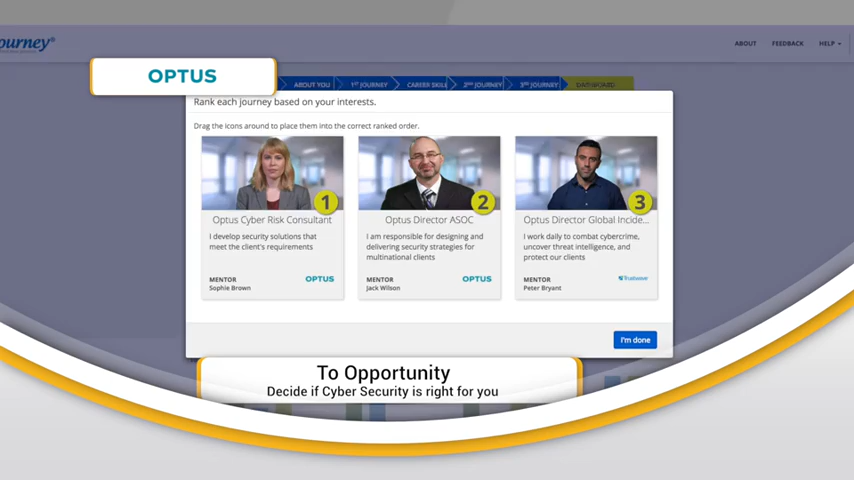 ourney®
ABOUT
FEEDBACK
HELP
OPTUS
ABOUT YOU
1ST JOURNEY
CAREER SKILL
2ND JOURNEY
3RD JOURNEY
DASHBOARD
Rank each journey based on your interests.
Drag the icons around to place them into the correct ranked order.
1
2
3
Optus Cyber Risk Consultant
I develop security solutions that
meet the client's requirements
MENTOR
Sophie Brown
OPTUS
Optus Director ASOC
I am responsible for designing and
delivering security strategies for
multinational clients
MENTOR
Jack Wilson
OPTUS
Optus Director Global Incide...
I work daily to combat cybercrime,
uncover threat intelligence, and
protect our clients
MENTOR
Peter Bryant
Trustwave
I'm done
To Opportunity
Decide if Cyber Security is right for you